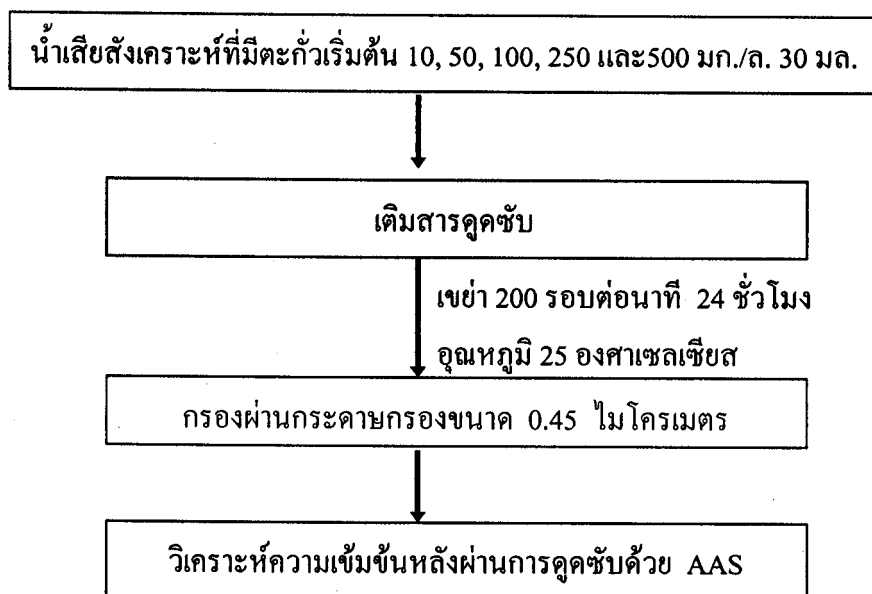 น้ำเสียสังเคราะห์ที่มีตะกั่วเริ่มต้น 10, 50, 100, 250 และ500 มก./ล. 30 มล.
เติมสารดูดซับ
เขย่า 200 รอบต่อนาที 24 ชั่วโมง
อุณหภูมิ 25 องศาเซลเซียส
กรองผ่านกระดาษกรองขนาด 0.45 ไมโครเมตร
วิเคราะห์ความเข้มข้นหลังผ่านการดูดซับด้วย AAS